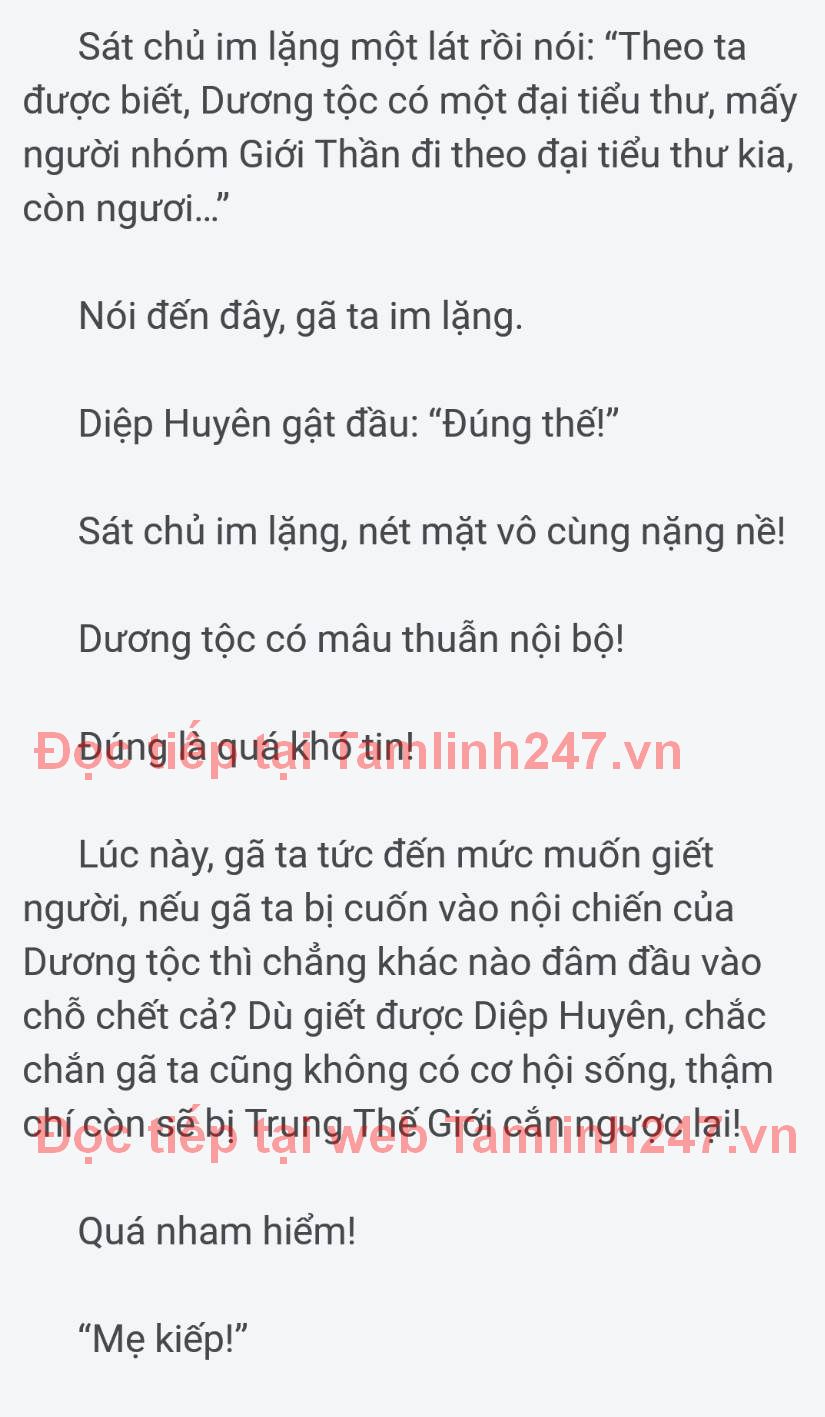 Sát chủ im lặng một lát rồi nói: “Theo ta
được biết, Dương tộc có một đại tiểu thư, mấy
người nhóm Giới Thần đi theo đại tiểu thư kia,
còn ngươi...”
Nói đến đây, gã ta im lặng.
Diệp Huyên gật đầu: “Đúng thế!”
Sát chủ im lặng, nét mặt vô cùng nặng nề!
Dương tộc có mâu thuẫn nội bộ!
Đúng là quá khó tin!
Đọc tiếp tại Tamlinh247.vn
Lúc này, gã ta tức đến mức muốn giết
người, nếu gã ta bị cuốn vào nội chiến của
Dương tộc thì chẳng khác nào đâm đầu vào
chỗ chết cả? Dù giết được Diệp Huyên, chắc
chắn gã ta cũng không có cơ hội sống, thậm
chí còn sẽ bị Trung Thế Giới cắn ngược lại!
Đọc tiếp tại web Tamlinh247.vn
Quá nham hiểm!
“Mẹ kiếp!”